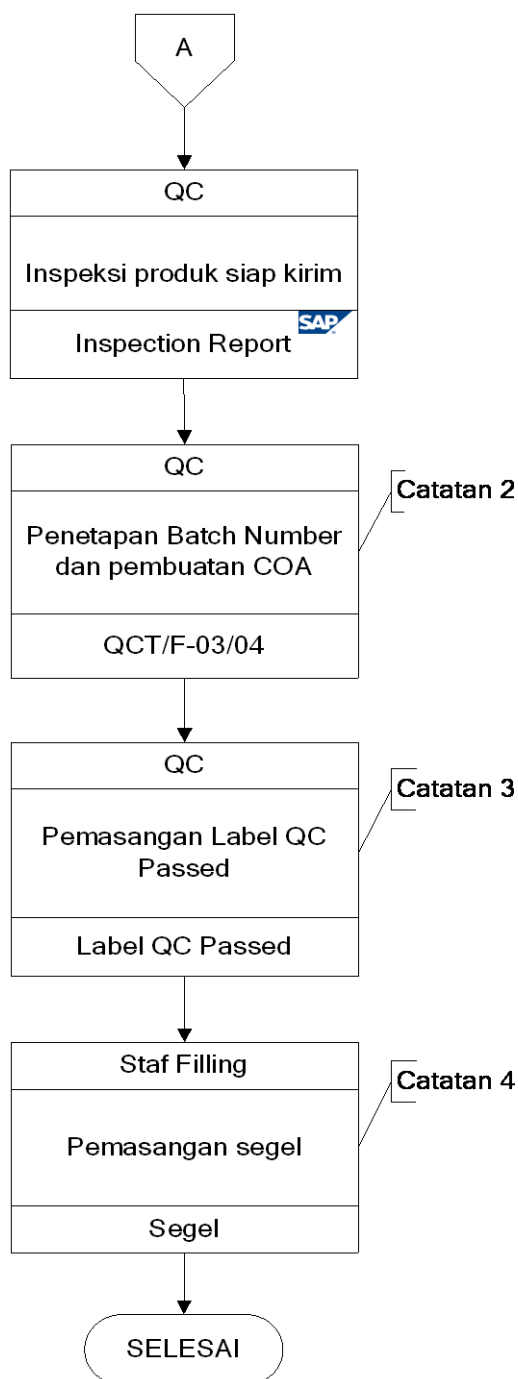 A
QC
Inspeksi produk siap kirim
SAP
Inspection Report
QC
Catatan 2
Penetapan Batch Number
dan pembuatan COA
QCT/F-03/04
QC
Catatan 3
Pemasangan Label QC
Passed
Label QC Passed
Staf Filling
Catatan 4
Pemasangan segel
Segel
SELESAI